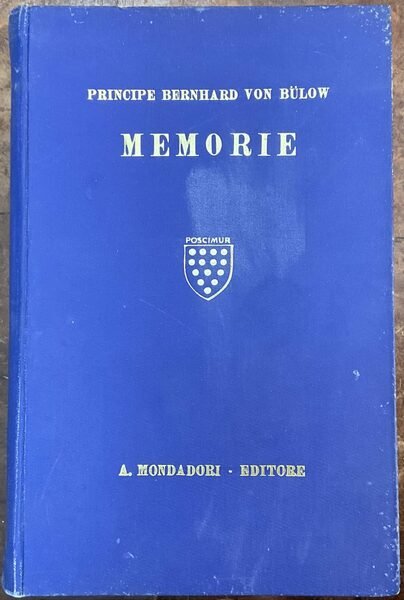 PRINCIPE BERNHARD VON BÜLOW
MEMORIE
POSCIMUR
A. MONDADORI - EDITORE